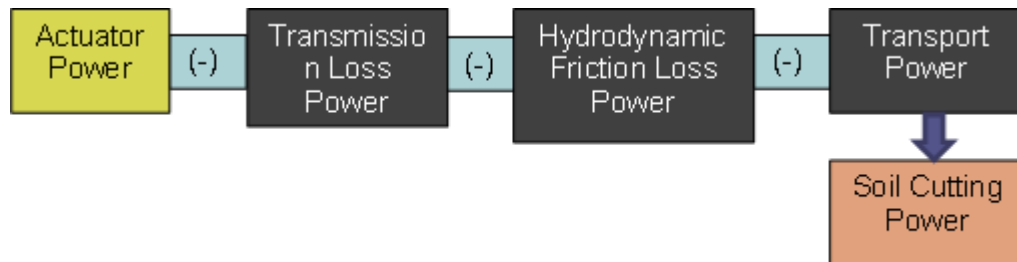 Actuator
Power
(-)
Transmissio
n Loss
Power
(-)
Hydrodynamic
Friction Loss
Power
(-)
Transport
Power
Soil Cutting
Power